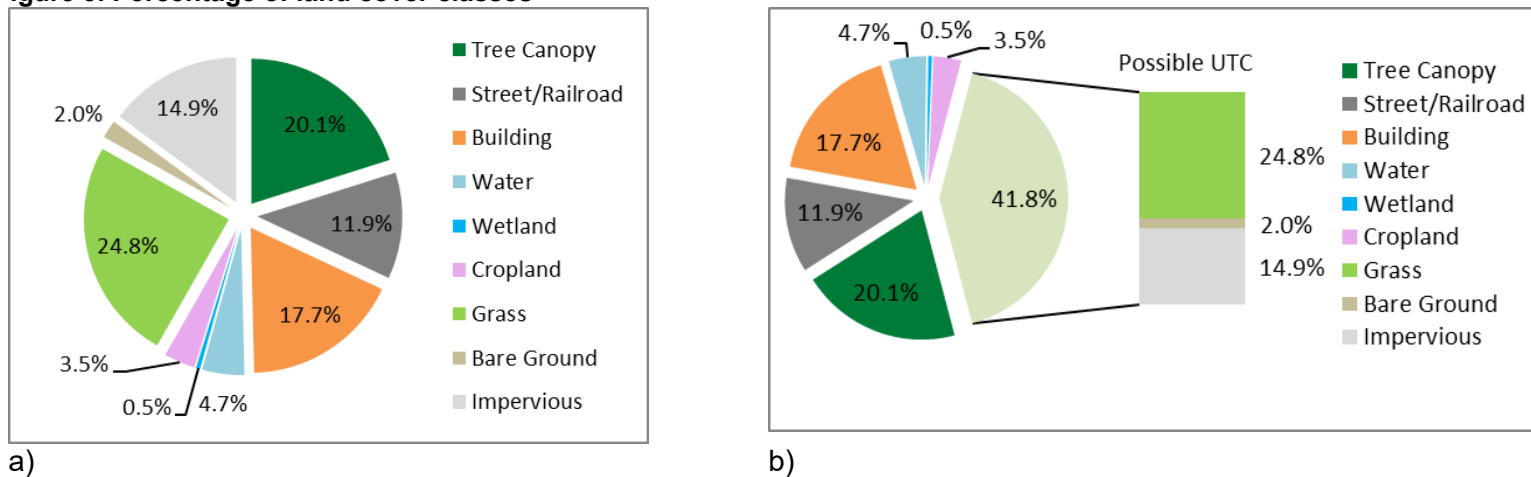 igure 5. Percentage of land cover classes
20.1%
11.9%
17.7%
4.7%
0.5%
3.5%
24.8%
2.0%
14.9%
Tree Canopy
Street/Railroad
Building
Water
Wetland
Cropland
Grass
Bare Ground
Impervious
a)
4.7%
0.5%
3.5%
17.7%
11.9%
20.1%
41.8%
Possible UTC
24.8%
2.0%
14.9%
Tree Canopy
Street/Railroad
Building
Water
Wetland
Cropland
Grass
Bare Ground
Impervious
b)